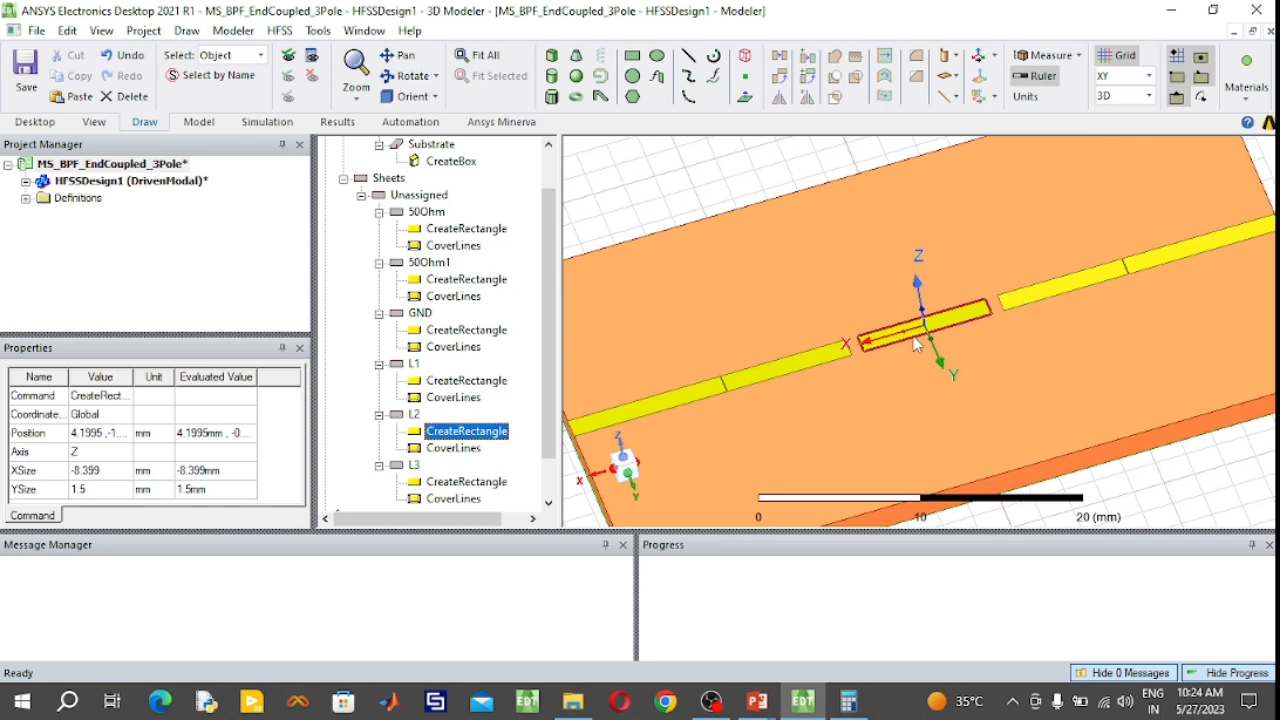 ANSYS Electronics Desktop 2021 R1 - MS_BPF_EndCoupled_3Pole - HFSSDesign1 - 3D Modeler - [MS_BPF_EndCoupled_3Pole - HFSSDesign1 - Modeler]
File Edit View Project Draw Modeler HFSS Tools Window Help
Save Cut Undo Copy Redo Paste Delete
Select: Object
Select by Name
Zoom Pan Rotate Orient Fit All Fit Selected
Measure Grid
Ruler XY
Units 3D
Materials
Desktop View Draw Model Simulation Results Automation Ansys Minerva
Project Manager
MS_BPF_EndCoupled_3Pole*
HFSSDesign1 (DrivenModal)*
Definitions
Properties
Name Value Unit Evaluated Value
Command CreateRect...
Coordinate... Global
Position 4.1995 ,-1.... mm 4.1995mm , -0....
Axis Z
XSize -8.399 mm -8.399mm
YSize 1.5 mm 1.5mm
Command
Substrate
CreateBox
Sheets
Unassigned
50Ohm
CreateRectangle
CoverLines
50Ohm1
CreateRectangle
CoverLines
GND
CreateRectangle
CoverLines
L1
CreateRectangle
CoverLines
L2
CreateRectangle
CoverLines
L3
CreateRectangle
CoverLines
Z
X
Y
Z
X
Y
0 10 20 (mm)
Message Manager
Progress
Ready
Hide 0 Messages
Hide Progress
35°C
ENG
IN
10:24 AM
5/27/2023